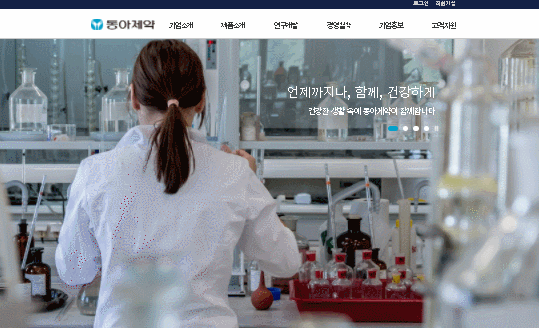 로그인 회원가입
동아제약 기업소개 제품소개 연구개발 경영철학 기업홍보 고객지원
언제까지나, 함께, 건강하게
건강한 생활 속에 동아제약이 함께합니다